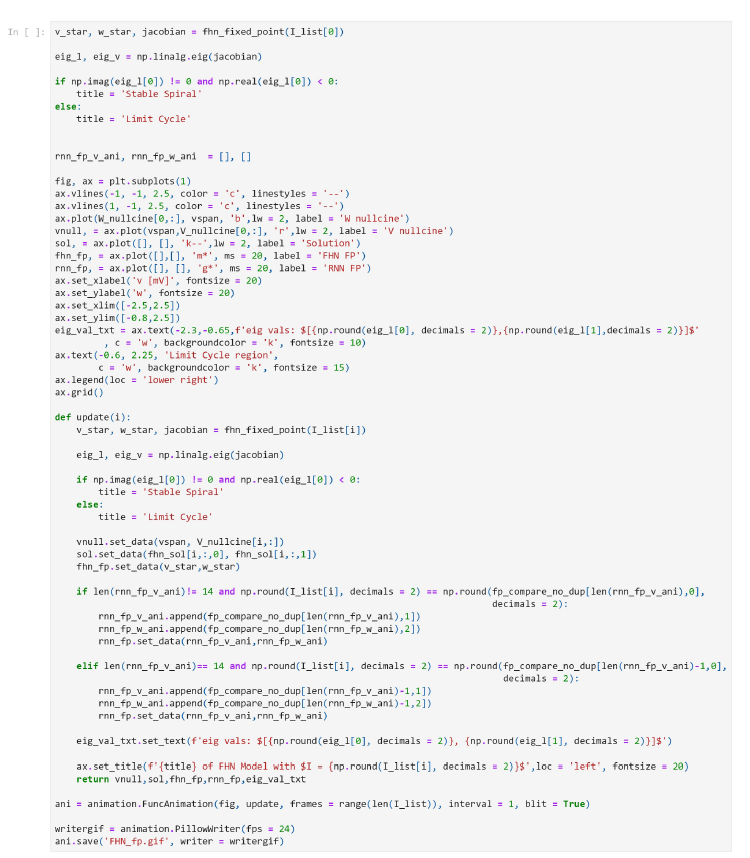 In [ ]: v_star, w_star, jacobian = fhn_fixed_point(I_list[0])
eig_l, eig_v = np.linalg.eig(jacobian)
if np.imag(eig_l[0]) != 0 and np.real(eig_l[0]) < 0:
    title = 'Stable Spiral'
else:
    title = 'Limit Cycle'
rnn_fp_v_ani, rnn_fp_w_ani  = [], []
fig, ax = plt.subplots(1)
ax.vlines(-1, -1, 2.5, color = 'c', linestyles = '--')
ax.vlines(1, -1, 2.5, color = 'c', linestyles = '--')
ax.plot(W_nullcine[0,:], vspan, 'b',lw = 2, label = 'W nullcine')
vnull, = ax.plot(vspan,V_nullcine[0,:], 'r',lw = 2, label = 'V nullcine')
sol, = ax.plot([], [], 'k--',lw = 2, label = 'Solution')
fhn_fp, = ax.plot([],[], 'm*', ms = 20, label = 'FHN FP')
rnn_fp, = ax.plot([], [], 'g*', ms = 20, label = 'RNN FP')
ax.set_xlabel('v [mV]', fontsize = 20)
ax.set_ylabel('w', fontsize = 20)
ax.set_xlim([-2.5,2.5])
ax.set_ylim([-0.8,2.5])
eig_val_txt = ax.text(-2.3,-0.65,f'eig vals: $[{np.round(eig_l[0], decimals = 2)},{np.round(eig_l[1],decimals = 2)}]$'
         , c = 'w', backgroundcolor = 'k', fontsize = 10)
ax.text(-0.6, 2.25, 'Limit Cycle region',
        c = 'w', backgroundcolor = 'k', fontsize = 15)
ax.legend(loc = 'lower right')
ax.grid()
def update(i):
    v_star, w_star, jacobian = fhn_fixed_point(I_list[i])
    eig_l, eig_v = np.linalg.eig(jacobian)
    if np.imag(eig_l[0]) != 0 and np.real(eig_l[0]) < 0:
        title = 'Stable Spiral'
    else:
        title = 'Limit Cycle'
    vnull.set_data(vspan, V_nullcine[i,:])
    sol.set_data(fhn_sol[i,:,0], fhn_sol[i,:,1])
    fhn_fp.set_data(v_star,w_star)
    if len(rnn_fp_v_ani)!= 14 and np.round(I_list[i], decimals = 2) == np.round(fp_compare_no_dup[len(rnn_fp_v_ani),0],
                                                                                decimals = 2):
        rnn_fp_v_ani.append(fp_compare_no_dup[len(rnn_fp_v_ani),1])
        rnn_fp_w_ani.append(fp_compare_no_dup[len(rnn_fp_w_ani),2])
        rnn_fp.set_data(rnn_fp_v_ani,rnn_fp_w_ani)
    elif len(rnn_fp_v_ani)== 14 and np.round(I_list[i], decimals = 2) == np.round(fp_compare_no_dup[len(rnn_fp_v_ani)-1,0],
                                                                                  decimals = 2):
        rnn_fp_v_ani.append(fp_compare_no_dup[len(rnn_fp_v_ani)-1,1])
        rnn_fp_w_ani.append(fp_compare_no_dup[len(rnn_fp_w_ani)-1,2])
        rnn_fp.set_data(rnn_fp_v_ani,rnn_fp_w_ani)
    eig_val_txt.set_text(f'eig vals: $[{np.round(eig_l[0], decimals = 2)}, {np.round(eig_l[1], decimals = 2)}]$')
    ax.set_title(f'{title} of FHN Model with $I = {np.round(I_list[i], decimals = 2)}$',loc = 'left', fontsize = 20)
    return vnull,sol,fhn_fp,rnn_fp,eig_val_txt
ani = animation.FuncAnimation(fig, update, frames = range(len(I_list)), interval = 1, blit = True)
writergif = animation.PillowWriter(fps = 24)
ani.save('FHN_fp.gif', writer = writergif)